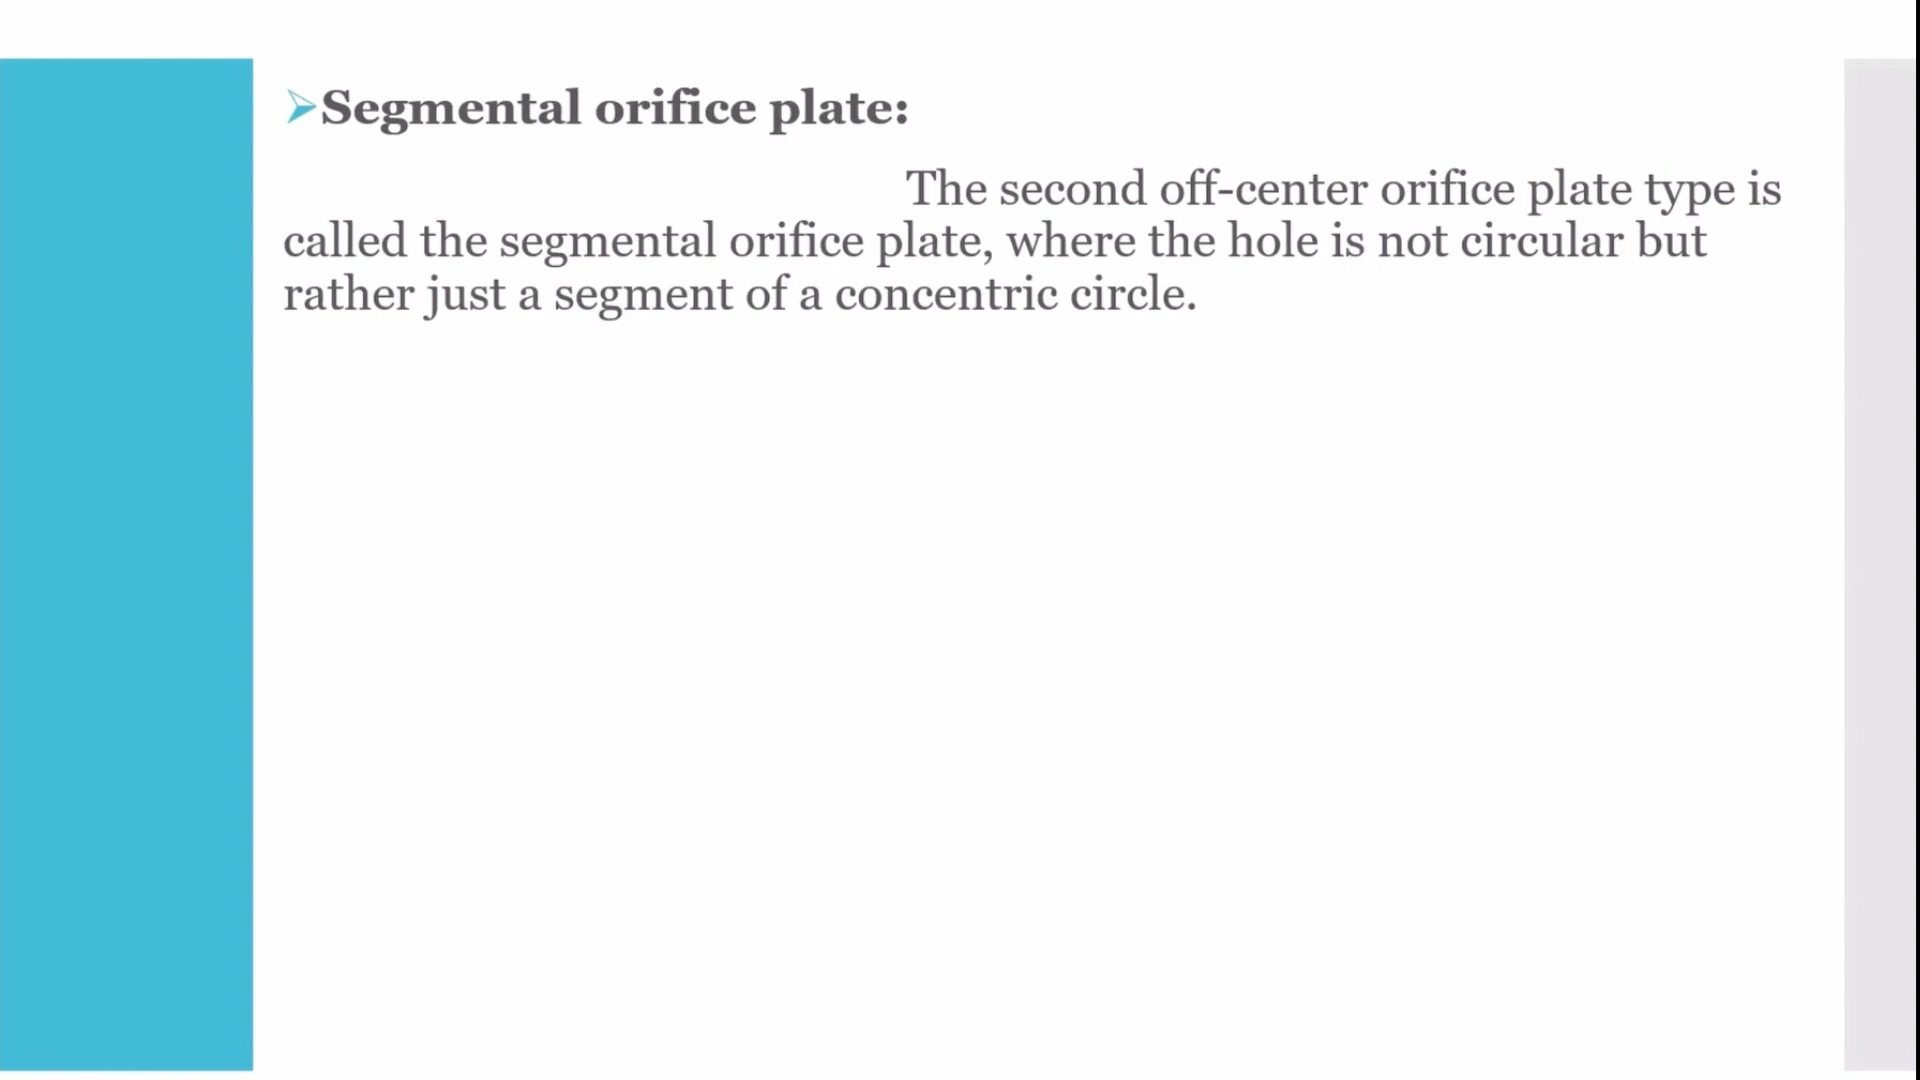 Segmental orifice plate:
The second off-center orifice plate type is
called the segmental orifice plate, where the hole is not circular but
rather just a segment of a concentric circle.